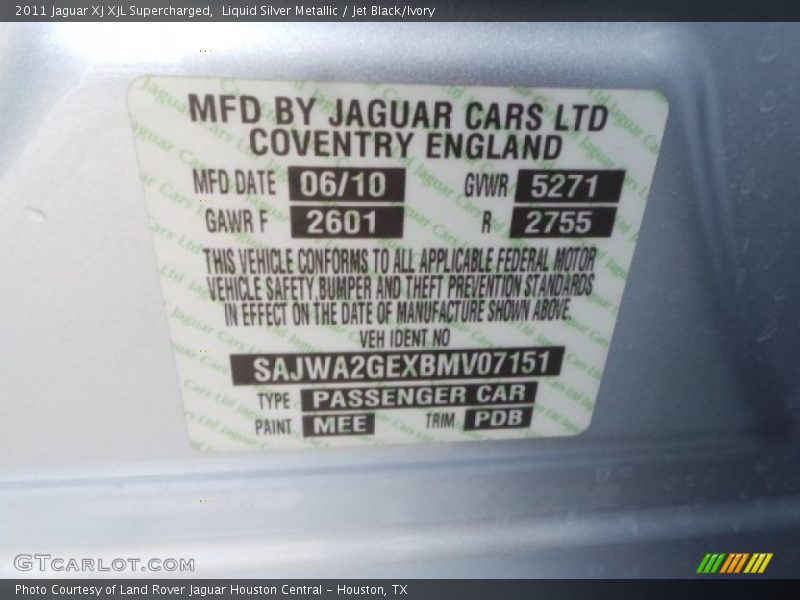 2011 Jaguar XJ XJL Supercharged,  Liquid Silver Metallic / Jet Black/Ivory
MFD BY JAGUAR CARS LTD
COVENTRY ENGLAND
MFD DATE 06/10 GVWR 5271
GAWR F 2601 R 2755
THIS VEHICLE CONFORMS TO ALL APPLICABLE FEDERAL MOTOR
VEHICLE SAFETY BUMPER AND THEFT PREVENTION STANDARDS
IN EFFECT ON THE DATE OF MANUFACTURE SHOWN ABOVE.
VEH IDENT NO
SAJWA2GEXBMV07151
TYPE PASSENGER CAR
PAINT MEE TRIM PDB
GTcarlot.com
Photo Courtesy of Land Rover Jaguar Houston Central – Houston, TX